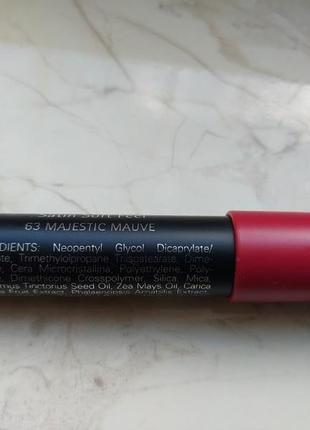 Satin Soft Feel
63 MAJESTIC MAUVE
DIENTS: Neopentyl Glycol Dicaprylate/
ate, Trimethylolpropane Triisostearate, Dime-
e, Cera Microcristallina, Polyethylene, Poly-
e, Dimethicone Crosspolymer, Silica, Mica,
mus Tinctorius Seed Oil, Zea Mays Oil, Carica
a Fruit Extract, Phalaenopsis Amabilis Extract